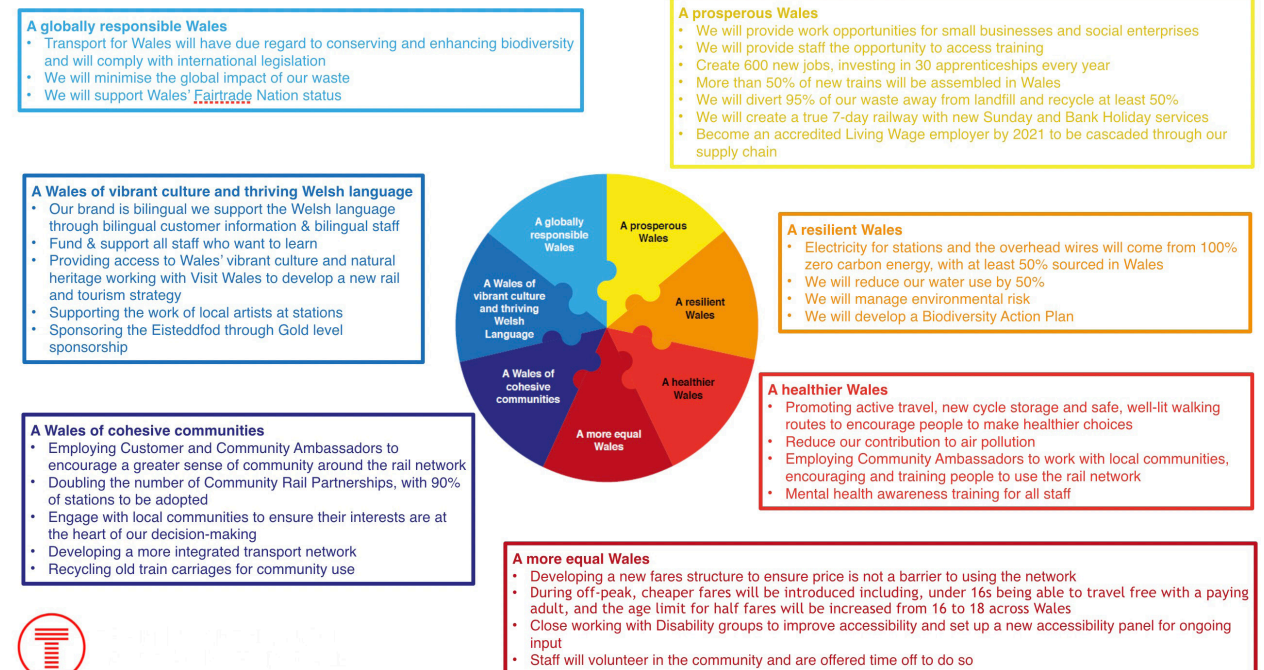 A globally responsible Wales
• Transport for Wales will have due regard to conserving and enhancing biodiversity
and will comply with international legislation
• We will minimise the global impact of our waste
• We will support Wales' Fairtrade Nation status
A prosperous Wales
• We will provide work opportunities for small businesses and social enterprises
• We will provide staff the opportunity to access training
• Create 600 new jobs, investing in 30 apprenticeships every year
• More than 50% of new trains will be assembled in Wales
• We will divert 95% of our waste away from landfill and recycle at least 50%
• We will create a true 7-day railway with new Sunday and Bank Holiday services
• Become an accredited Living Wage employer by 2021 to be cascaded through our
supply chain
A Wales of vibrant culture and thriving Welsh language
• Our brand is bilingual we support the Welsh language
through bilingual customer information & bilingual staff
• Fund & support all staff who want to learn
• Providing access to Wales' vibrant culture and natural
heritage working with Visit Wales to develop a new rail
and tourism strategy
• Supporting the work of local artists at stations
• Sponsoring the Eisteddfod through Gold level
sponsorship
A globally
responsible
Wales
A prosperous
Wales
A resilient
Wales
A healthier
Wales
A more equal
Wales
A Wales of
cohesive
communities
A Wales of
vibrant culture
and thriving
Welsh
Language
A resilient Wales
• Electricity for stations and the overhead wires will come from 100%
zero carbon energy, with at least 50% sourced in Wales
• We will reduce our water use by 50%
• We will manage environmental risk
• We will develop a Biodiversity Action Plan
A healthier Wales
• Promoting active travel, new cycle storage and safe, well-lit walking
routes to encourage people to make healthier choices
• Reduce our contribution to air pollution
• Employing Community Ambassadors to work with local communities,
encouraging and training people to use the rail network
• Mental health awareness training for all staff
A Wales of cohesive communities
• Employing Customer and Community Ambassadors to
encourage a greater sense of community around the rail network
• Doubling the number of Community Rail Partnerships, with 90%
of stations to be adopted
• Engage with local communities to ensure their interests are at
the heart of our decision-making
• Developing a more integrated transport network
• Recycling old train carriages for community use
A more equal Wales
• Developing a new fares structure to ensure price is not a barrier to using the network
• During off-peak, cheaper fares will be introduced including, under 16s being able to travel free with a paying
adult, and the age limit for half fares will be increased from 16 to 18 across Wales
• Close working with Disability groups to improve accessibility and set up a new accessibility panel for ongoing
input
• Staff will volunteer in the community and are offered time off to do so
T